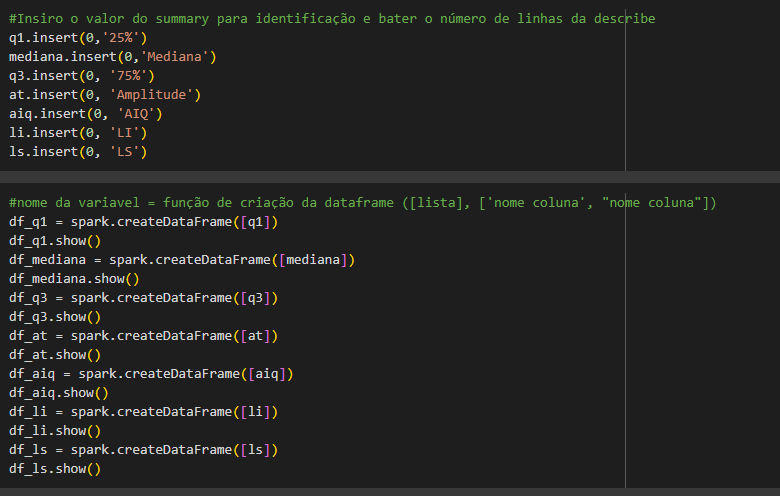 #Insiro o valor do summary para identificação e bater o número de linhas da describe
q1.insert(0,'25%')
mediana.insert(0,'Mediana')
q3.insert(0, '75%')
at.insert(0, 'Amplitude')
aiq.insert(0, 'AIQ')
li.insert(0, 'LI')
ls.insert(0, 'LS')
#nome da variavel = função de criação da dataframe ([lista], ['nome coluna', "nome coluna"])
df_q1 = spark.createDataFrame([q1])
df_q1.show()
df_mediana = spark.createDataFrame([mediana])
df_mediana.show()
df_q3 = spark.createDataFrame([q3])
df_q3.show()
df_at = spark.createDataFrame([at])
df_at.show()
df_aiq = spark.createDataFrame([aiq])
df_aiq.show()
df_li = spark.createDataFrame([li])
df_li.show()
df_ls = spark.createDataFrame([ls])
df_ls.show()